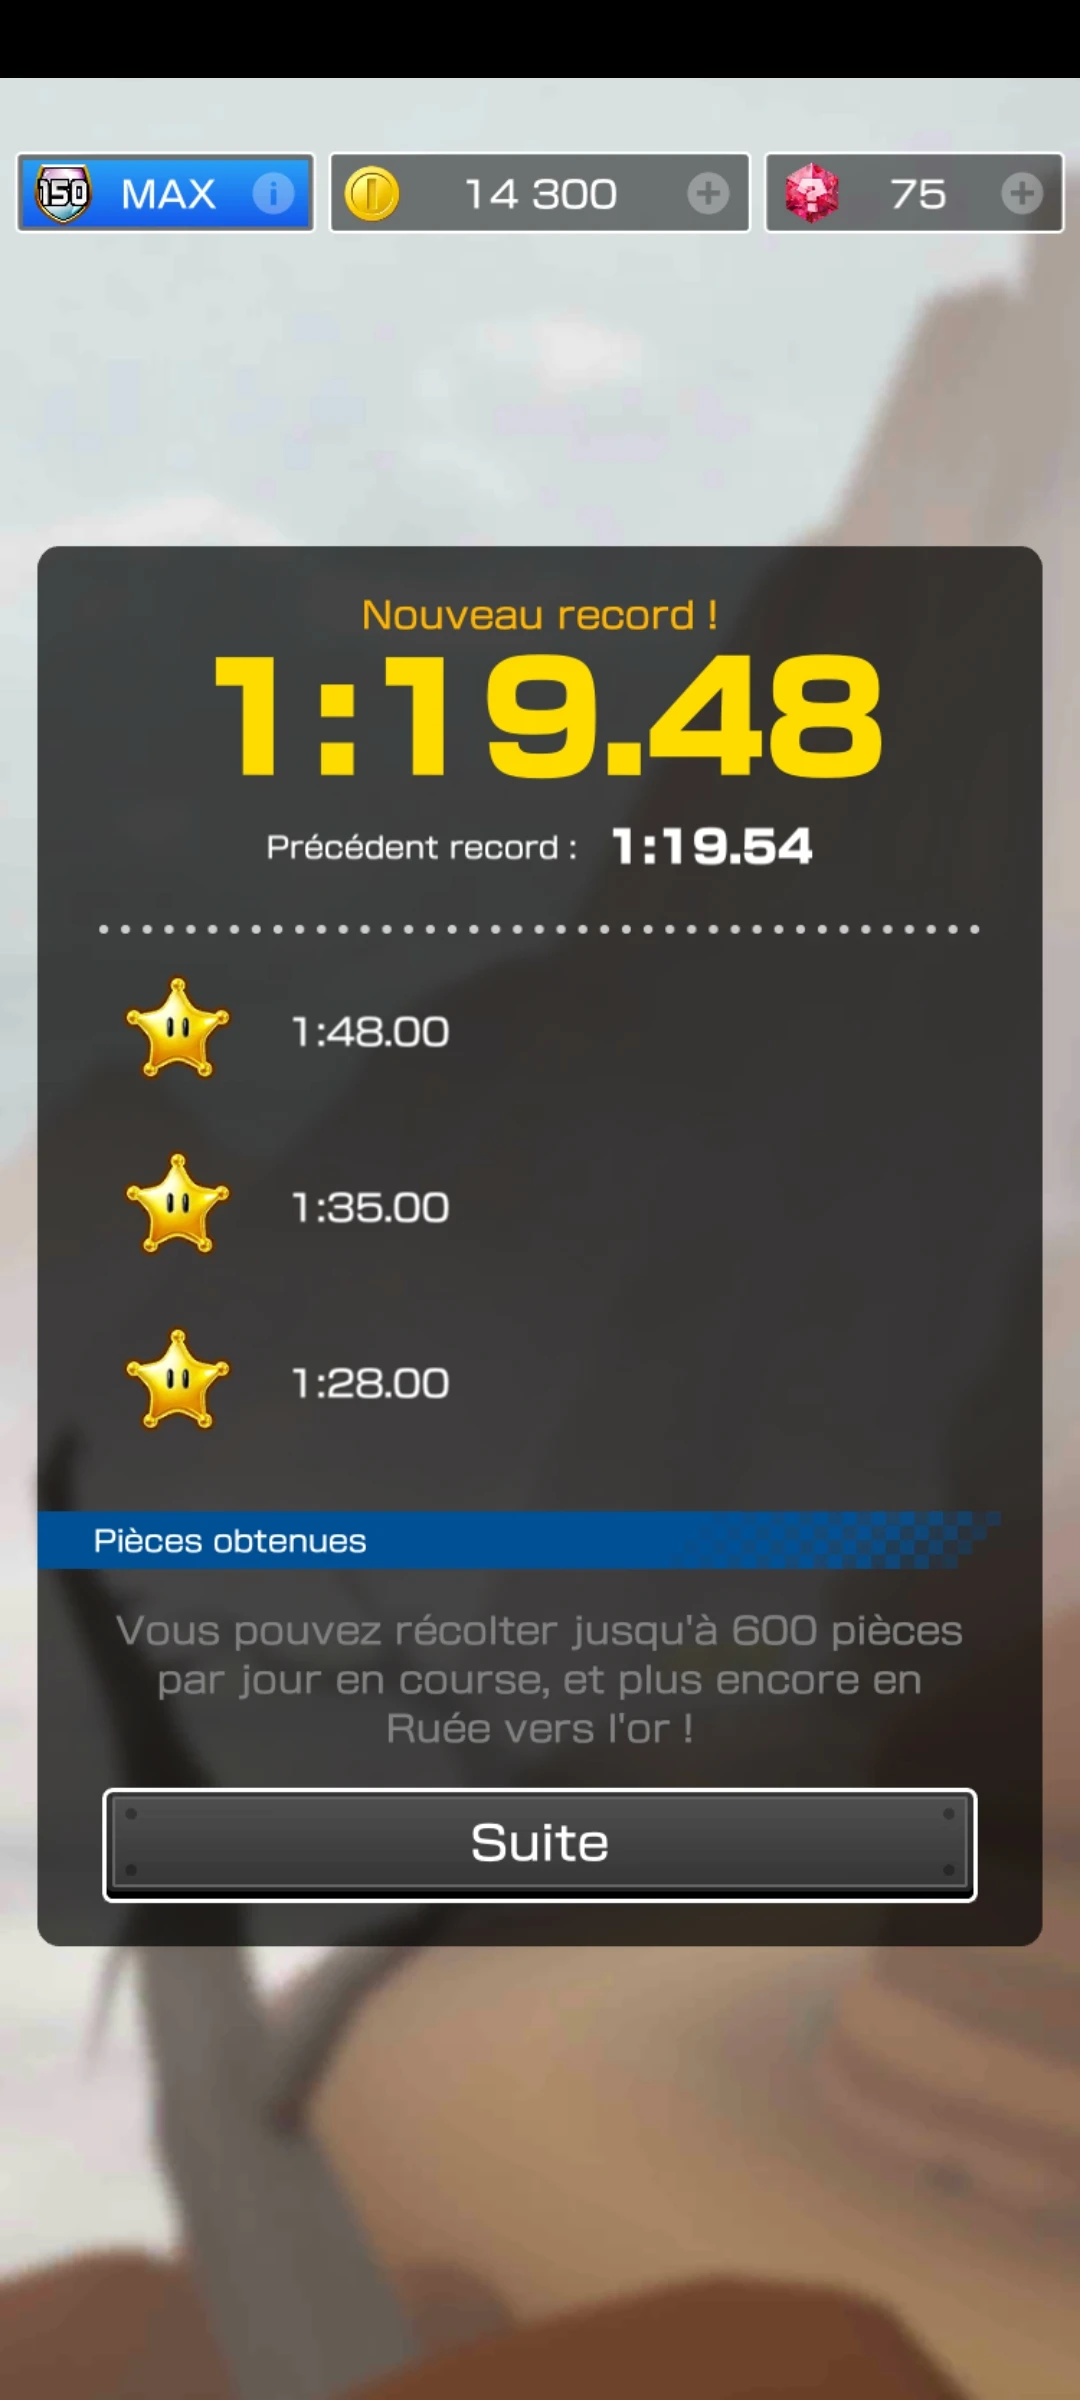 150 MAX i 14 300 + ? 75 +
Nouveau record !
1:19.48
Précédent record : 1:19.54
1:48.00
1:35.00
1:28.00
Pièces obtenues
Vous pouvez récolter jusqu'à 600 pièces
par jour en course, et plus encore en
Ruée vers l'or !
Suite